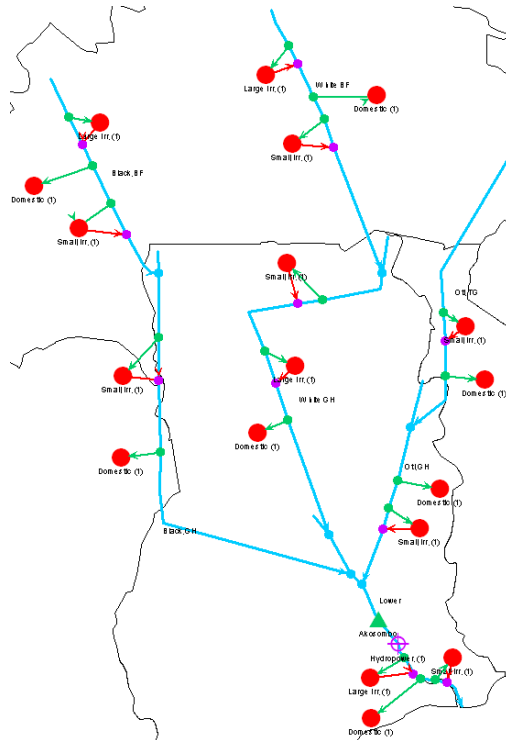 Large Irr,(1)
White BF
Domestic (1)
Large Irr,(1)
Small Irr,(1)
Black,BF
Domestic (1)
Small Irr,(1)
Small Irr,(1)
Oti,TG
Small Irr,(1)
Small Irr,(1)
Large Irr,(1)
Domestic (1)
White GH
Domestic (1)
Domestic (1)
Oti,GH
Domestic (1)
Black,GH
Small Irr,(1)
Lower
Akosombo
Hydropower,(1)
Small Irr,(1)
Large Irr,(1)
Domestic (1)